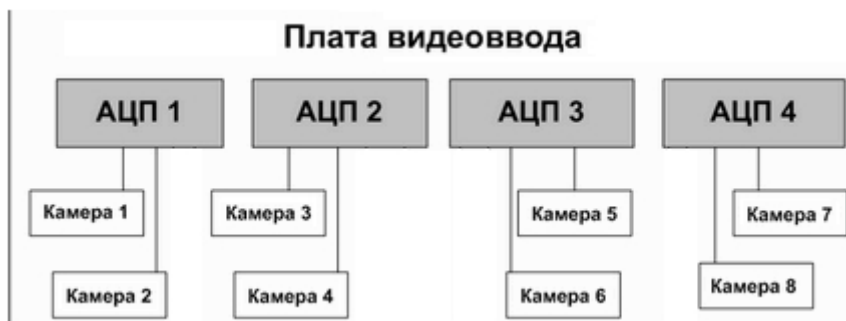 Плата видеоввода
АЦП 1
АЦП 2
АЦП 3
АЦП 4
Камера 1
Камера 3
Камера 5
Камера 7
Камера 2
Камера 4
Камера 6
Камера 8